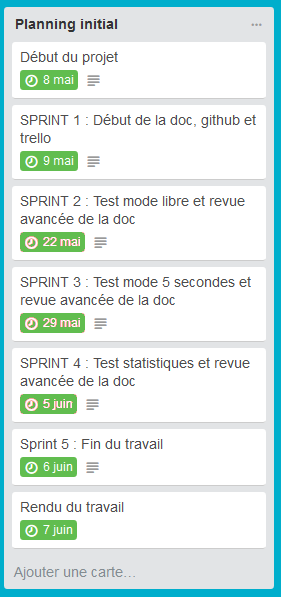 Planning initial
Début du projet
8 mai
SPRINT 1 : Début de la doc, github et
trello
9 mai
SPRINT 2 : Test mode libre et revue
avancée de la doc
22 mai
SPRINT 3 : Test mode 5 secondes et
revue avancée de la doc
29 mai
SPRINT 4 : Test statistiques et revue
avancée de la doc
5 juin
Sprint 5 : Fin du travail
6 juin
Rendu du travail
7 juin
Ajouter une carte...